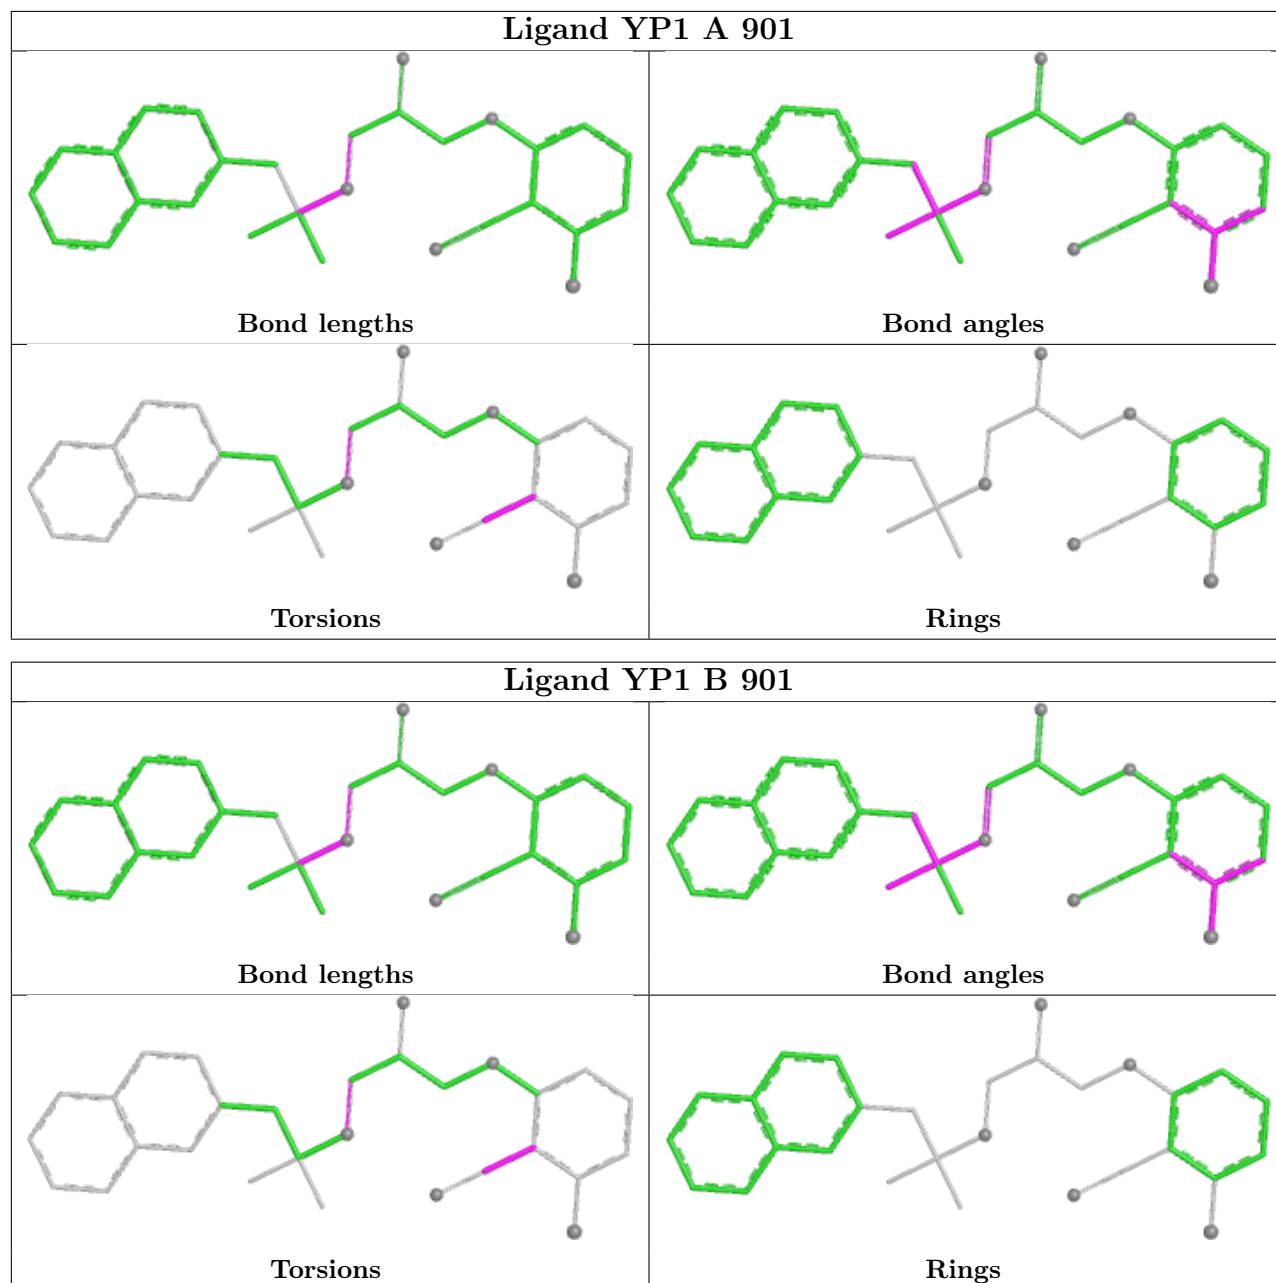 Ligand YP1 A 901
Bond lengths
Bond angles
Torsions
Rings
Ligand YP1 B 901
Bond lengths
Bond angles
Torsions
Rings